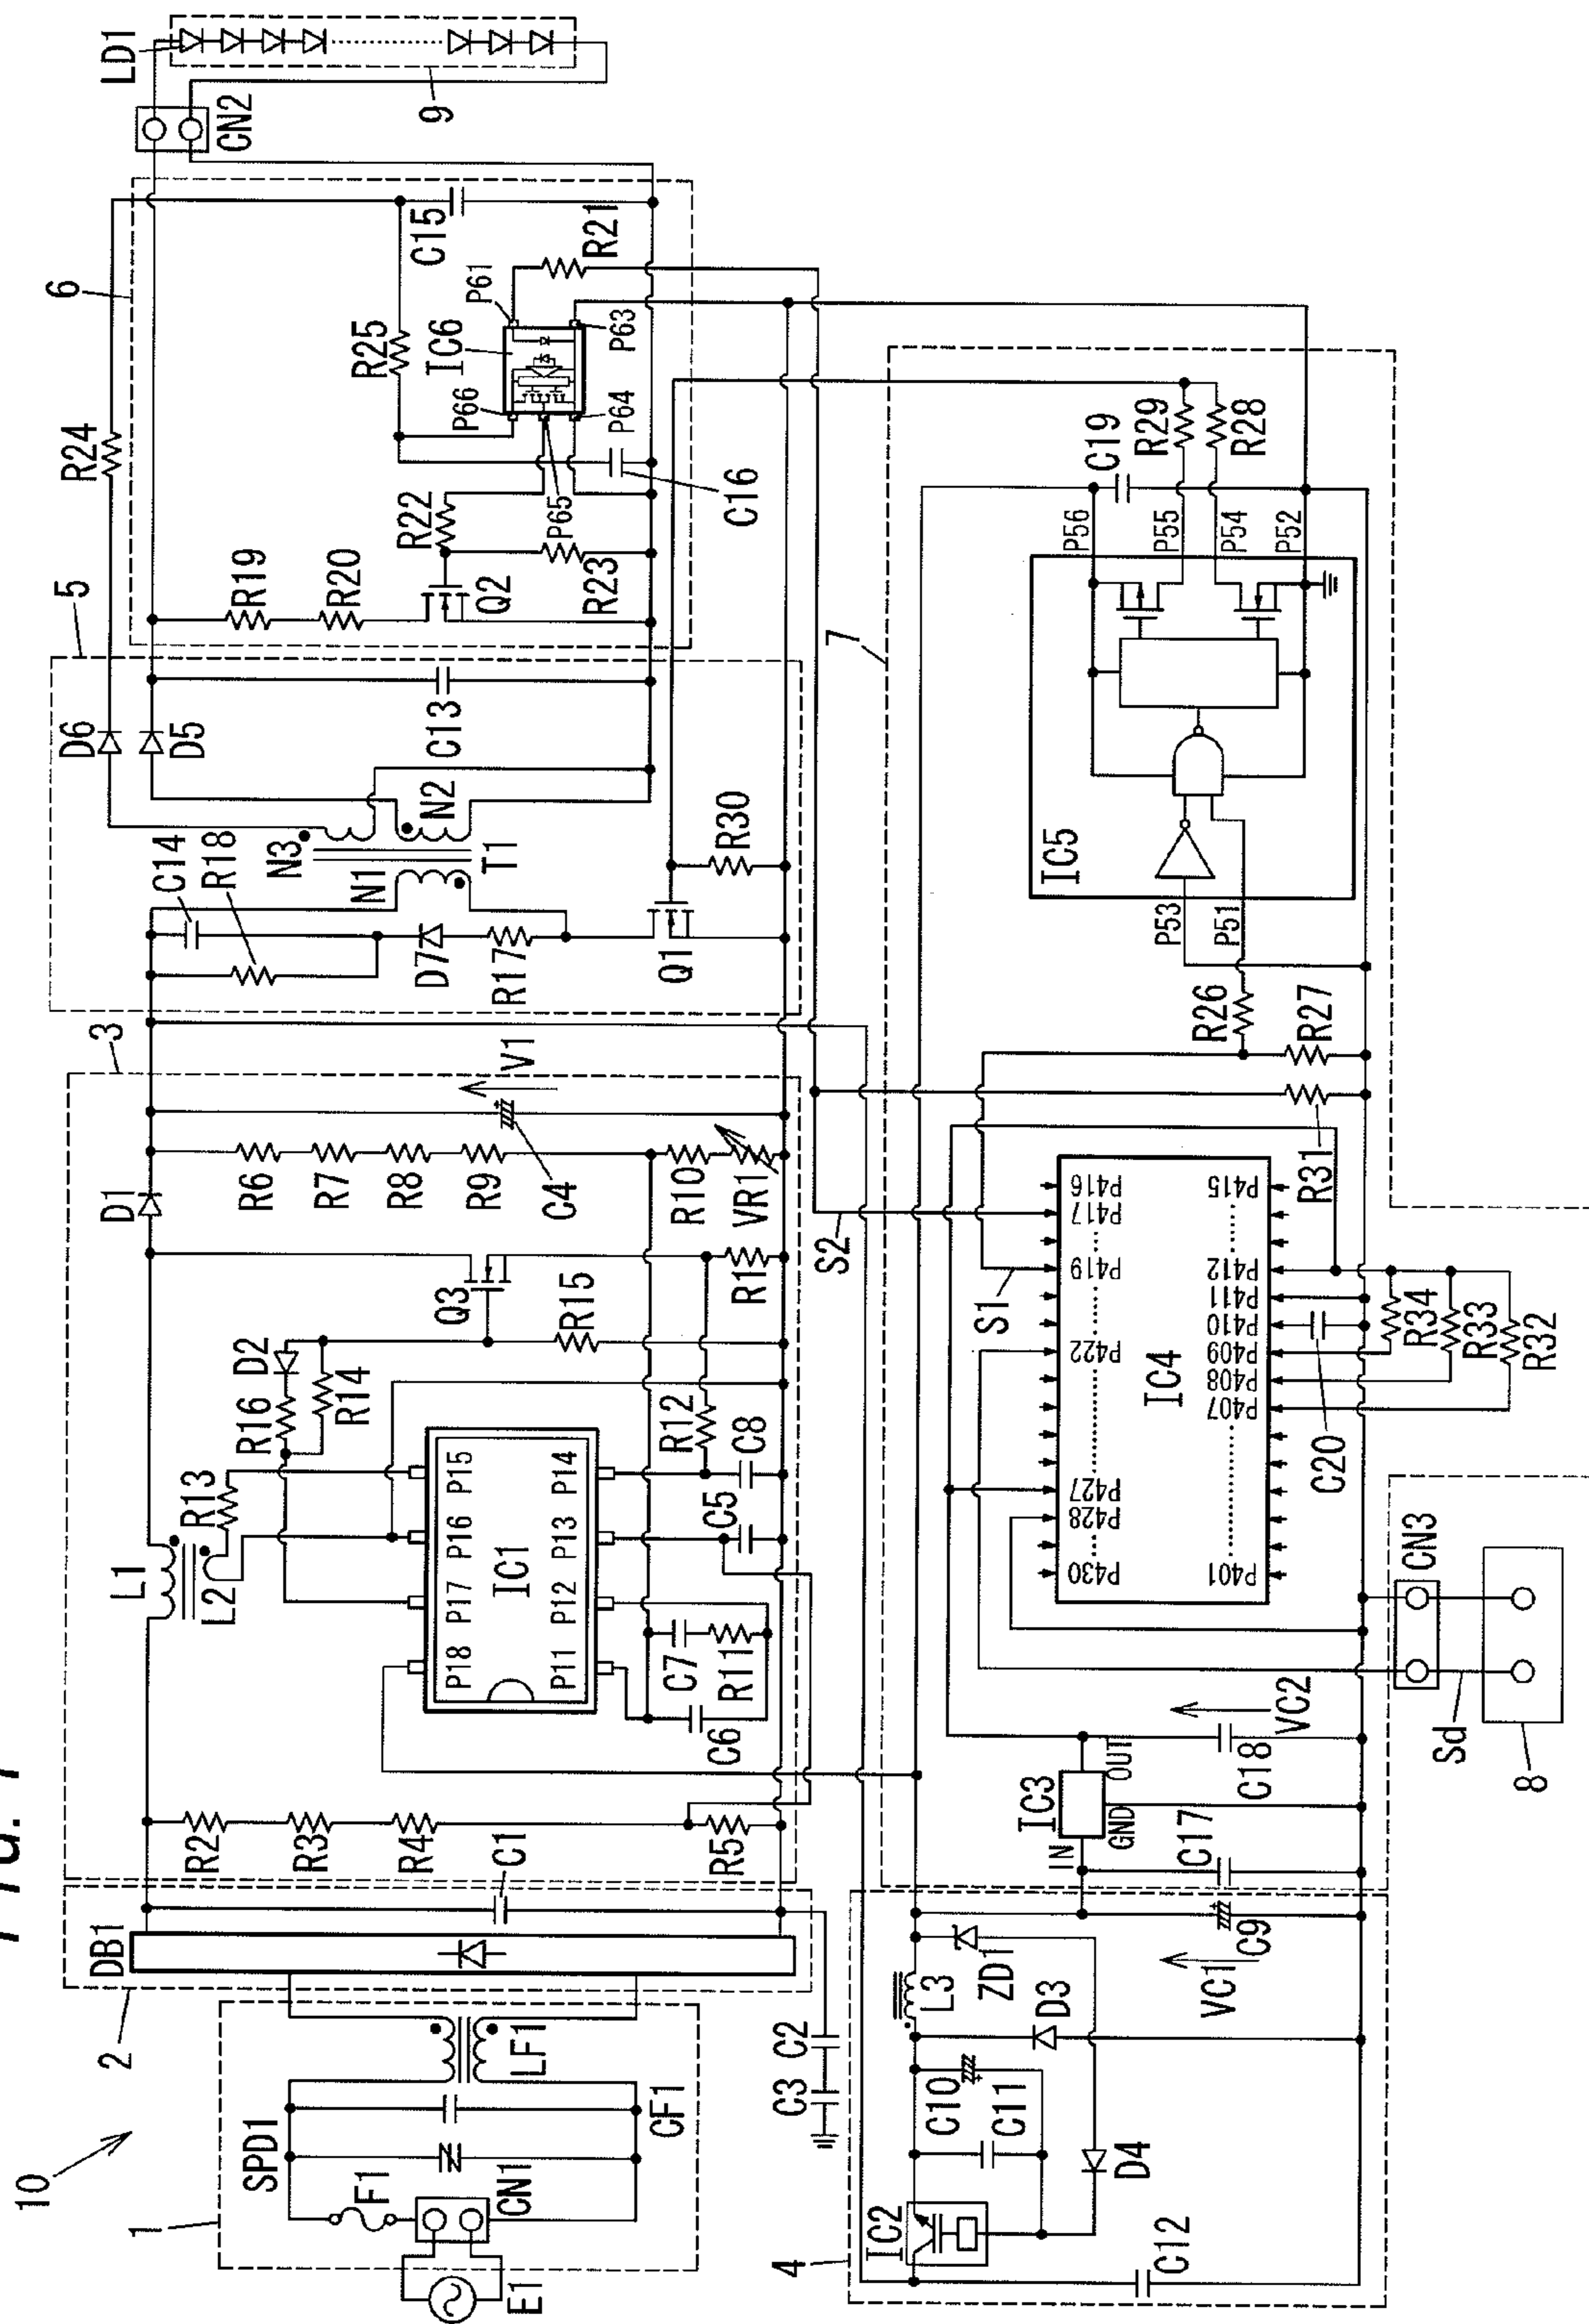 FIG. 1
10
1
E1
CN1
F1
SPD1
CF1
LF1
2
DB1
C1
C2
C3
3
R2
R3
R4
R5
L1
L2
R13
R16
D2
R14
R15
Q3
D1
R6
R7
R8
R9
R10
VR1
R1
C4
V1
P18
P17
P16
P15
IC1
P11
P12
P13
P14
C6
C7
R11
C5
C8
R12
5
C14
R18
D7
R17
Q1
N1
N3
N2
T1
R30
D6
D5
C13
6
R24
R19
R20
Q2
R22
R23
R25
IC6
P66
P65
P64
P61
P63
C16
C15
R21
CN2
LD1
9
4
IC2
C12
C10
C11
D4
L3
ZD1
D3
VC1
C9
7
IC3
IN
OUT
GND
C17
C18
VC2
S1
S2
IC4
P430
P428
P427
P422
P419
P417
P416
P401
P407
P408
P409
P410
P411
P412
P415
C20
R34
R33
R32
R31
R26
R27
IC5
P53
P51
P56
P55
P54
P52
C19
R29
R28
CN3
Sd
8